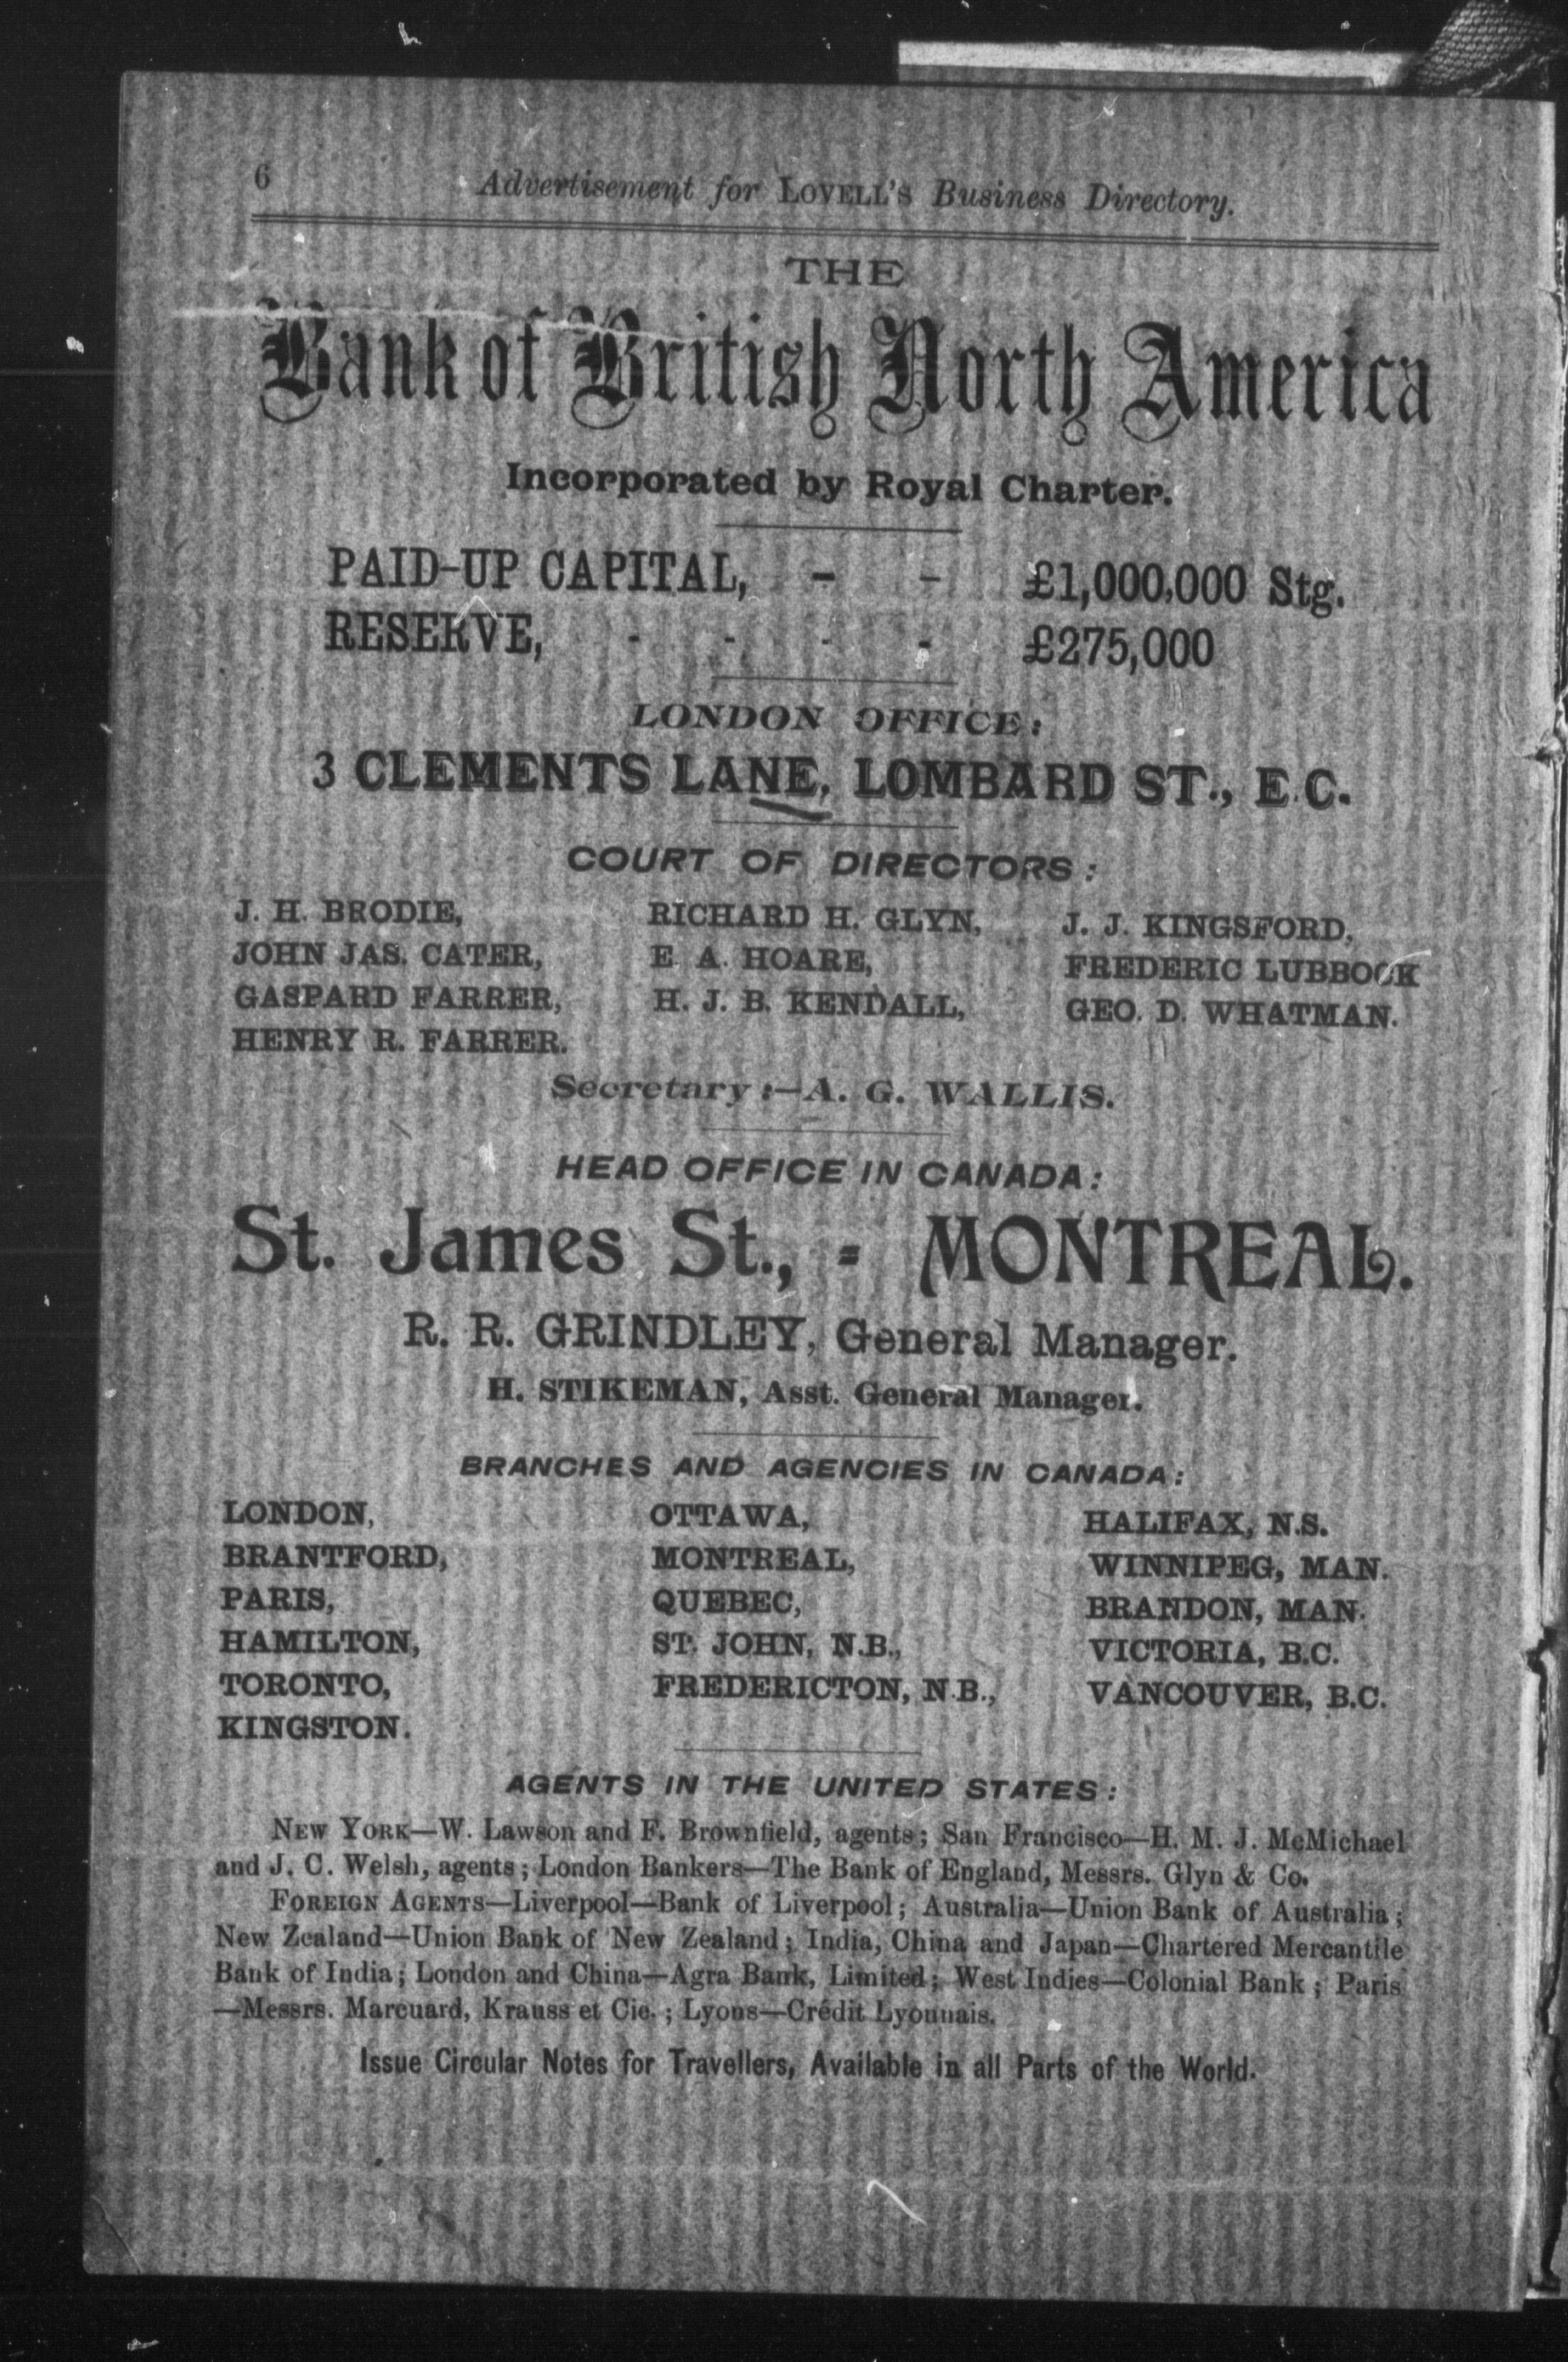 6 Advertisement for LOVELL'S Business Directory.
THE
Bank of British North America
Incorporated by Royal Charter.
PAID-UP CAPITAL, - - £1,000,000 Stg.
RESERVE, - - - - £275,000
LONDON OFFICE:
3 CLEMENTS LANE, LOMBARD ST., E.C.
COURT OF DIRECTORS:
J. H. BRODIE, RICHARD H. GLYN, J. J. KINGSFORD,
JOHN JAS. CATER, E. A. HOARE, FREDERIC LUBBOCK
GASPARD FARRER, H. J. B. KENDALL, GEO. D. WHATMAN.
HENRY R. FARRER.
Secretary:—A. G. WALLIS.
HEAD OFFICE IN CANADA:
St. James St., - MONTREAL.
R. R. GRINDLEY, General Manager.
H. STIKEMAN, Asst. General Manager.
BRANCHES AND AGENCIES IN CANADA:
LONDON, OTTAWA, HALIFAX, N.S.
BRANTFORD, MONTREAL, WINNIPEG, MAN.
PARIS, QUEBEC, BRANDON, MAN.
HAMILTON, ST. JOHN, N.B., VICTORIA, B.C.
TORONTO, FREDERICTON, N.B., VANCOUVER, B.C.
KINGSTON.
AGENTS IN THE UNITED STATES:
NEW YORK—W. Lawson and F. Brownfield, agents; San Francisco—H. M. J. McMichael
and J. C. Welsh, agents; London Bankers—The Bank of England, Messrs. Glyn & Co.
FOREIGN AGENTS—Liverpool—Bank of Liverpool; Australia—Union Bank of Australia;
New Zealand—Union Bank of New Zealand; India, China and Japan—Chartered Mercantile
Bank of India; London and China—Agra Bank, Limited; West Indies—Colonial Bank; Paris
—Messrs. Marcuard, Krauss et Cie.; Lyons—Crédit Lyonnais.
Issue Circular Notes for Travellers, Available in all Parts of the World.